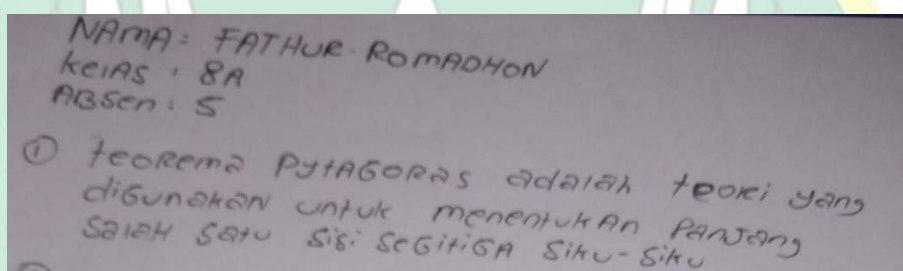 NAMA : FATHUR ROMADHON
KelAS : 8A
ABSen : 5
① teoRema PytAGoRas adalah teoRi yang
diGunakan untuk menentukAn PanJang
SalaH Satu Sisi SeGitiGA Siku-Siku